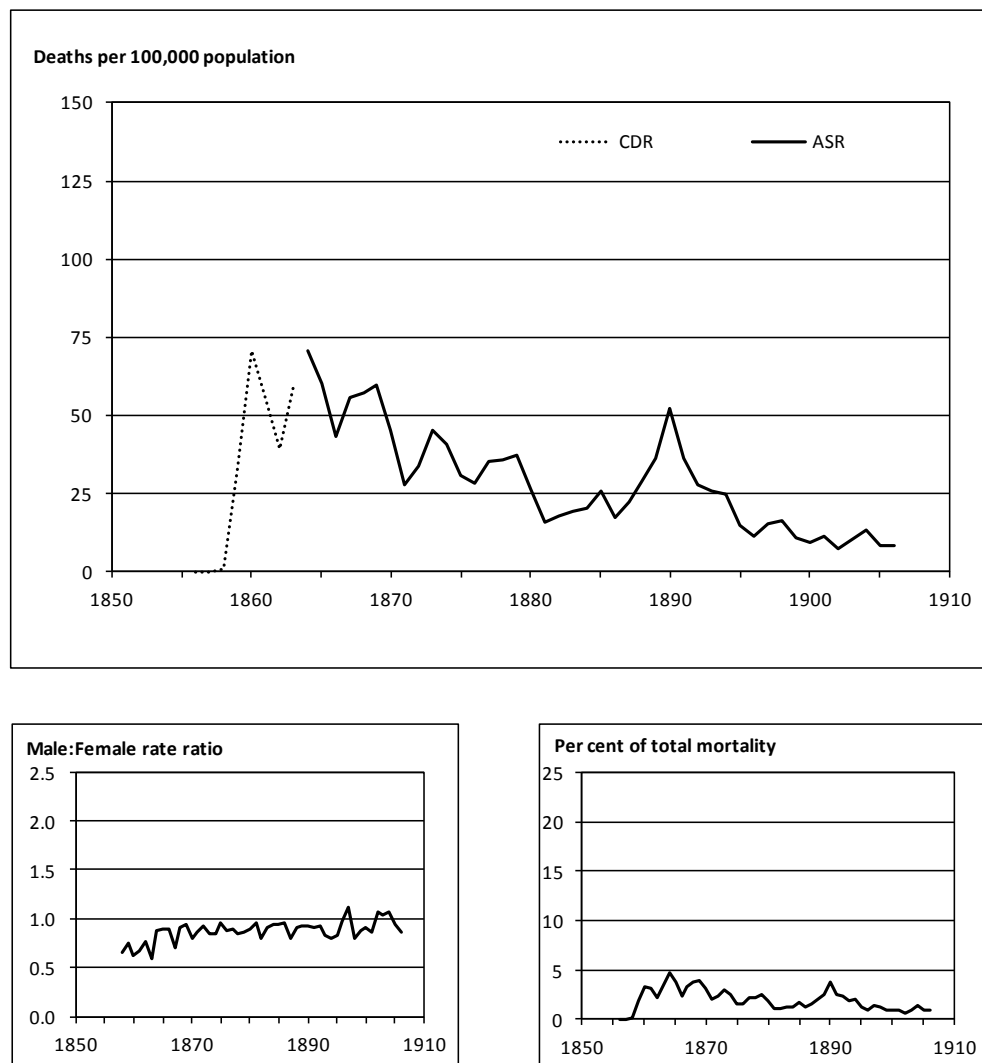 Deaths per 100,000 population
150
CDR ASR
125
100
75
50
25
0
1850 1860 1870 1880 1890 1900 1910
Male:Female rate ratio
2.5
2.0
1.5
1.0
0.5
0.0
1850 1870 1890 1910
Per cent of total mortality
25
20
15
10
5
0
1850 1870 1890 1910